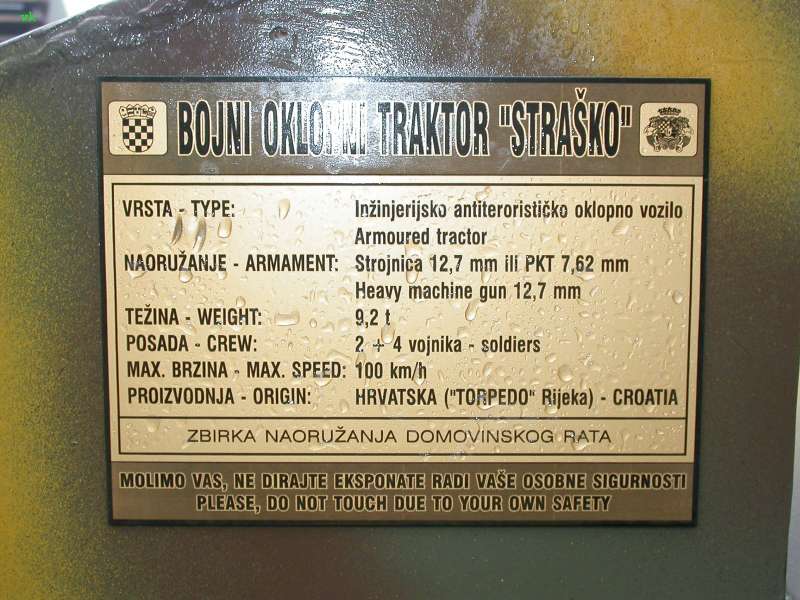 vk
BOJNI OKLOPNI TRAKTOR "STRAŠKO"
VRSTA - TYPE: Inžinjerijsko antiterorističko oklopno vozilo
Armoured tractor
NAORUŽANJE - ARMAMENT: Strojnica 12,7 mm ili PKT 7,62 mm
Heavy machine gun 12,7 mm
TEŽINA - WEIGHT: 9,2 t
POSADA - CREW: 2 + 4 vojnika - soldiers
MAX. BRZINA - MAX. SPEED: 100 km/h
PROIZVODNJA - ORIGIN: HRVATSKA ("TORPEDO" Rijeka) - CROATIA
ZBIRKA NAORUŽANJA DOMOVINSKOG RATA
MOLIMO VAS, NE DIRAJTE EKSPONATE RADI VAŠE OSOBNE SIGURNOSTI
PLEASE, DO NOT TOUCH DUE TO YOUR OWN SAFETY